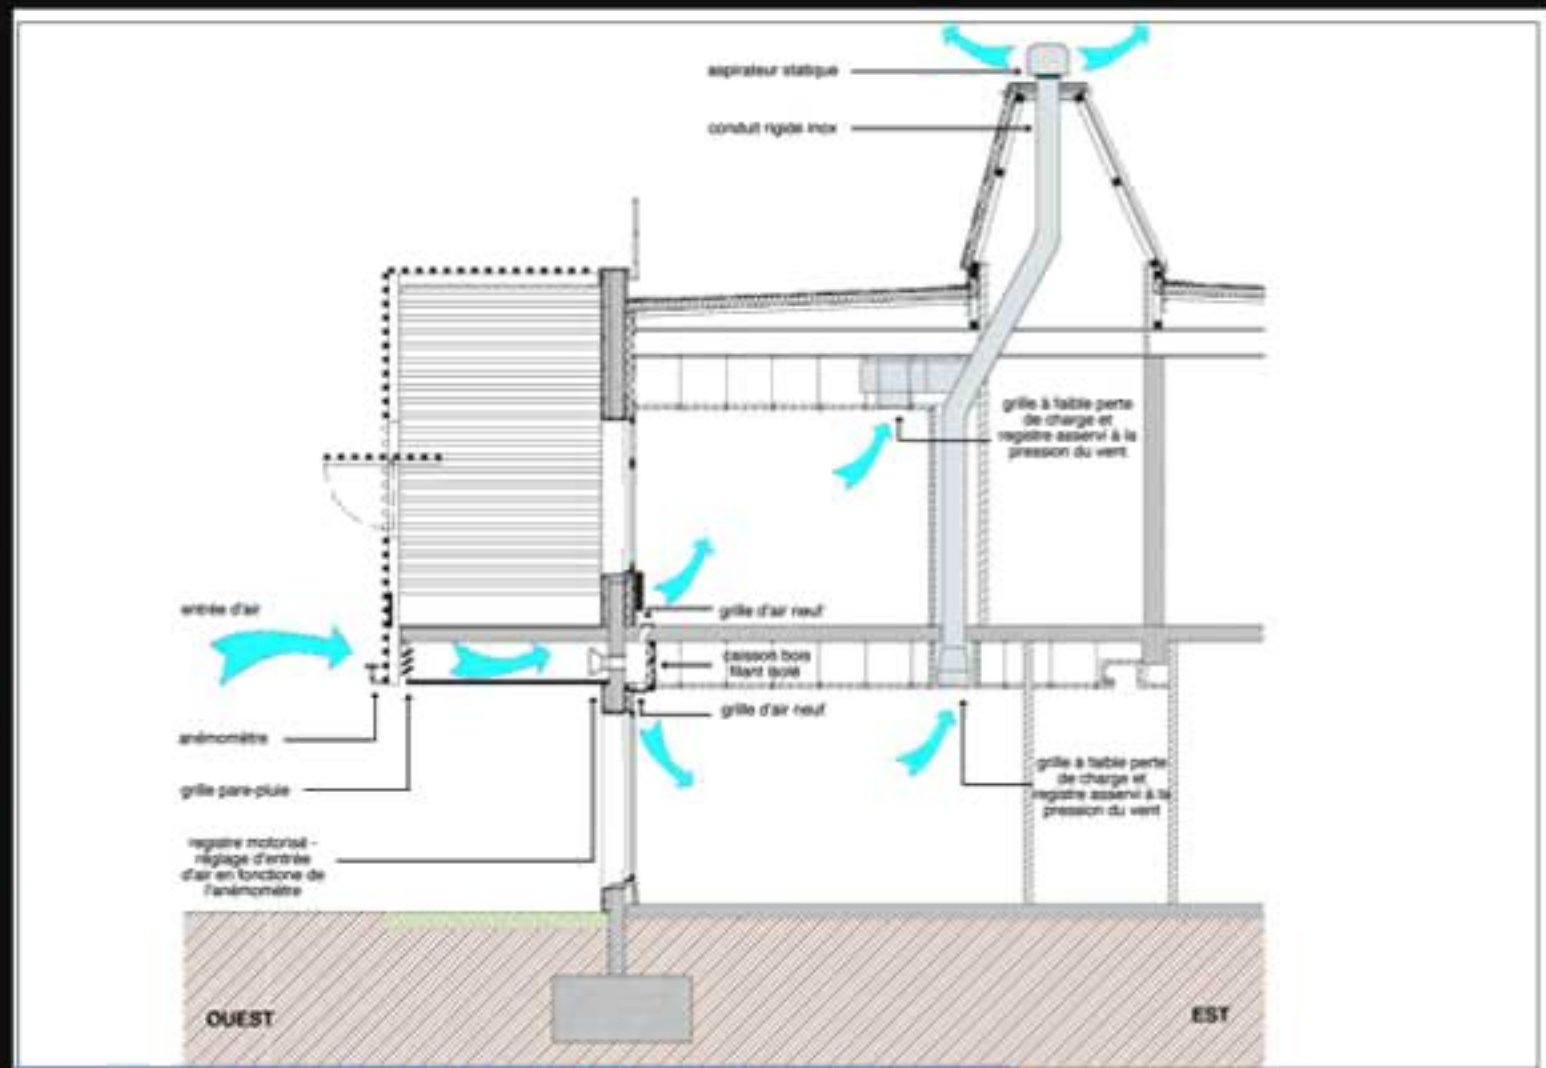 aspirateur statique
conduit rigide inox
grille à faible perte
de charge et
registre asservi à la
pression du vent
entrée d'air
grille d'air neuf
caisson bois
filant isolé
grille d'air neuf
anémomètre
grille pare-pluie
grille à faible perte
de charge et
registre asservi à la
pression du vent
registre motorisé -
réglage d'entrée
d'air en fonctione de
l'anémomètre
OUEST
EST